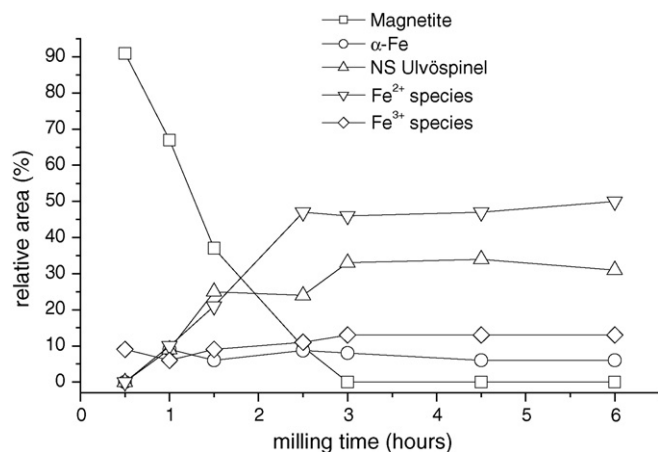 Magnetite
α-Fe
NS Ulvöspinel
Fe²⁺ species
Fe³⁺ species
90
80
70
60
50
40
30
20
10
0
relative area (%)
0 1 2 3 4 5 6
milling time (hours)